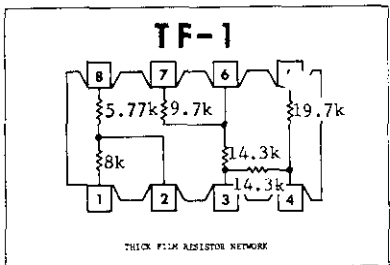 TF-1
8 7 6
5.77k 9.7k 19.7k
8k 14.3k
14.3k
1 2 3 4
THICK FILM RESISTOR NETWORK